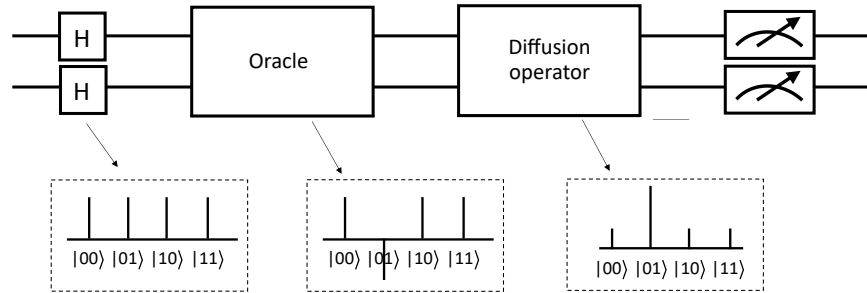 H
H
Oracle
Diffusion
operator
|00⟩ |01⟩ |10⟩ |11⟩
|00⟩ |01⟩ |10⟩ |11⟩
|00⟩ |01⟩ |10⟩ |11⟩